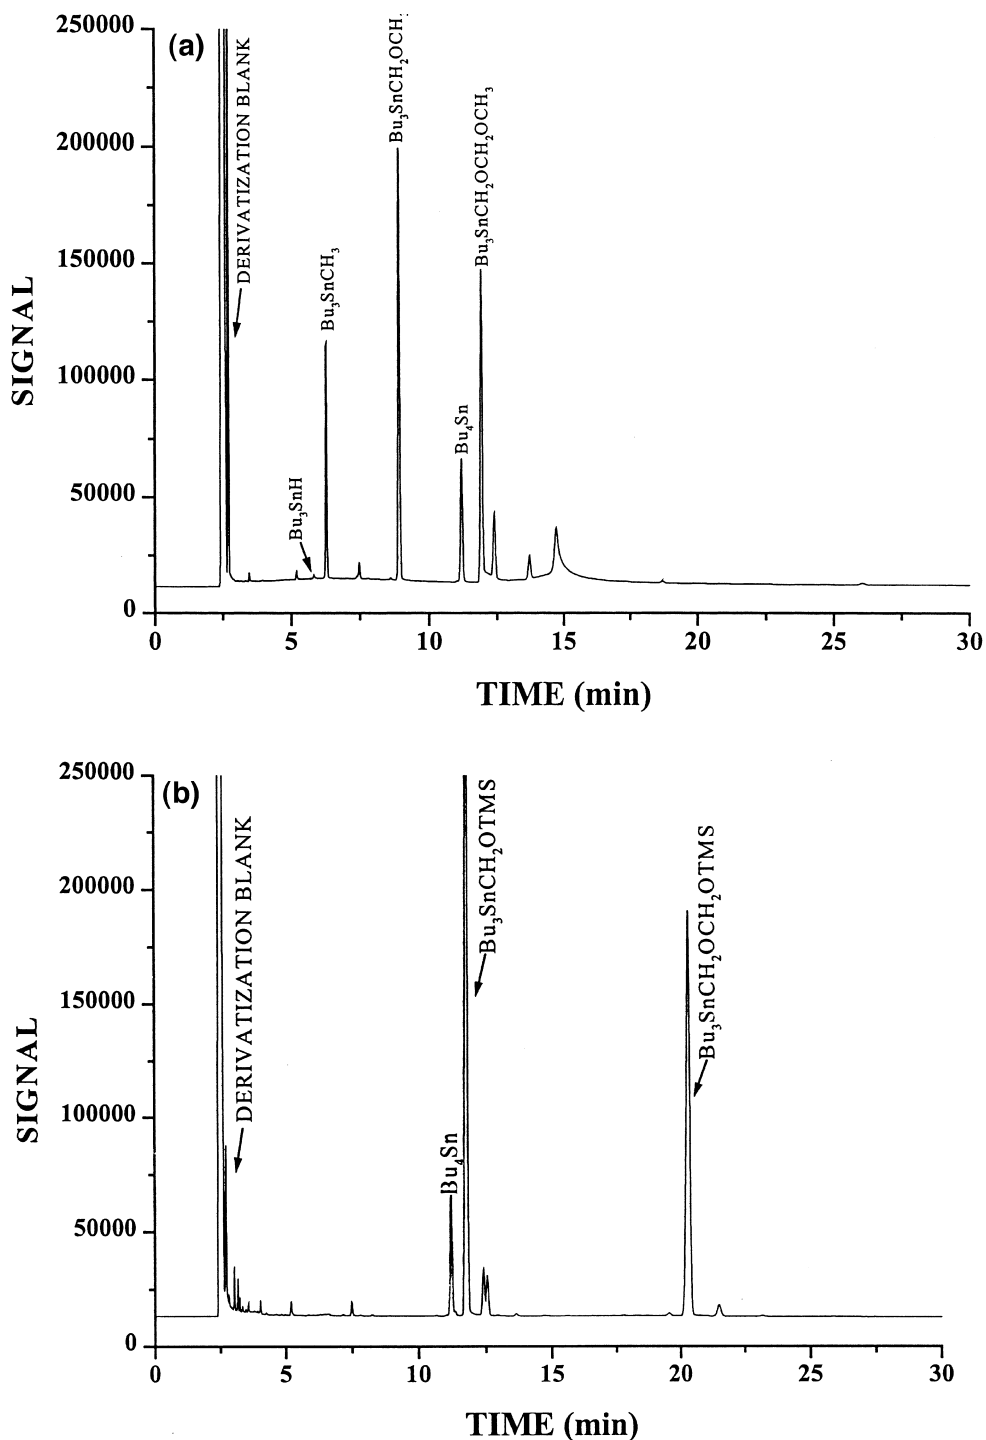 (a)
250000
200000
150000
100000
50000
0
SIGNAL
DERIVATIZATION BLANK
Bu₃SnH
Bu₃SnCH₃
Bu₃SnCH₂OCH
Bu₄Sn
Bu₃SnCH₂OCH₂OCH₃
0 5 10 15 20 25 30
TIME (min)
(b)
250000
200000
150000
100000
50000
0
SIGNAL
DERIVATIZATION BLANK
Bu₄Sn
Bu₃SnCH₂OTMS
Bu₃SnCH₂OCH₂OTMS
0 5 10 15 20 25 30
TIME (min)